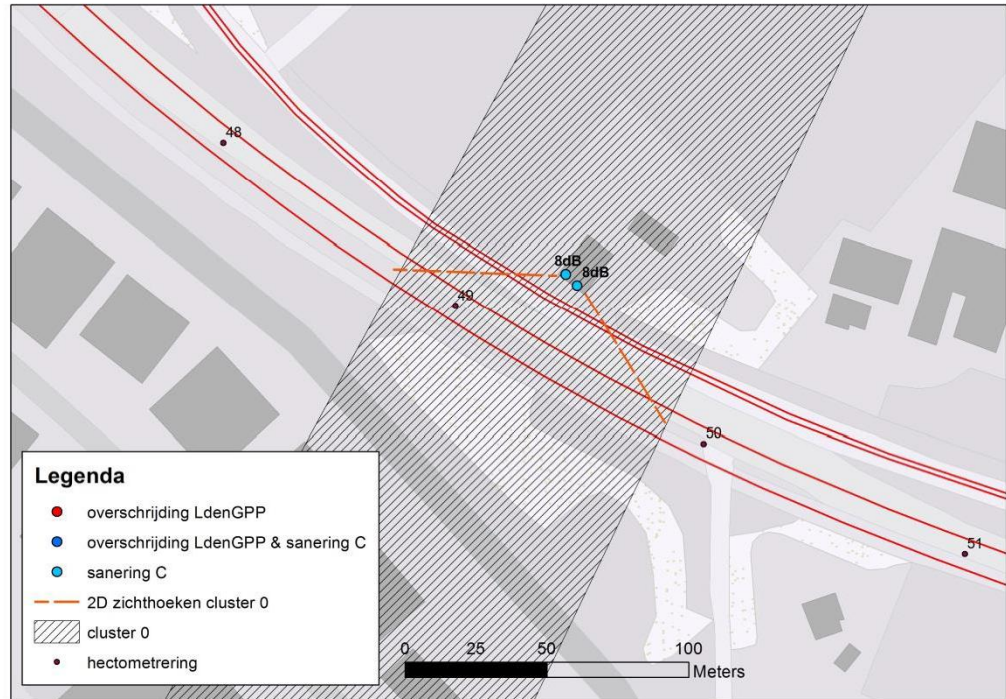 48
8dB
8dB
49
50
51
Legenda
overschrijding LdenGPP
overschrijding LdenGPP & sanering C
sanering C
2D zichthoeken cluster 0
cluster 0
hectometrering
0 25 50 100
Meters